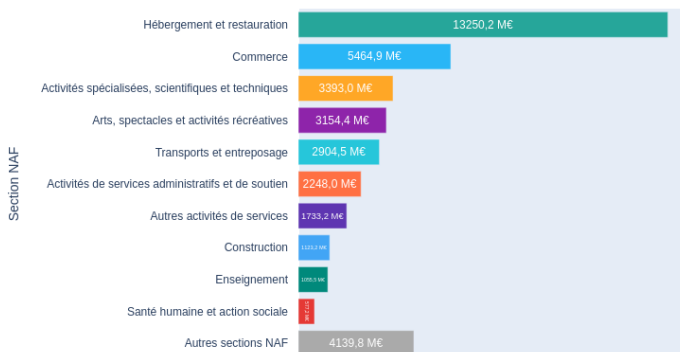 Section NAF
Hébergement et restauration 13250,2 M€
Commerce 5464,9 M€
Activités spécialisées, scientifiques et techniques 3393,0 M€
Arts, spectacles et activités récréatives 3154,4 M€
Transports et entreposage 2904,5 M€
Activités de services administratifs et de soutien 2248,0 M€
Autres activités de services 1733,2 M€
Construction M€
Enseignement M€
Santé humaine et action sociale M€
Autres sections NAF 4139,8 M€